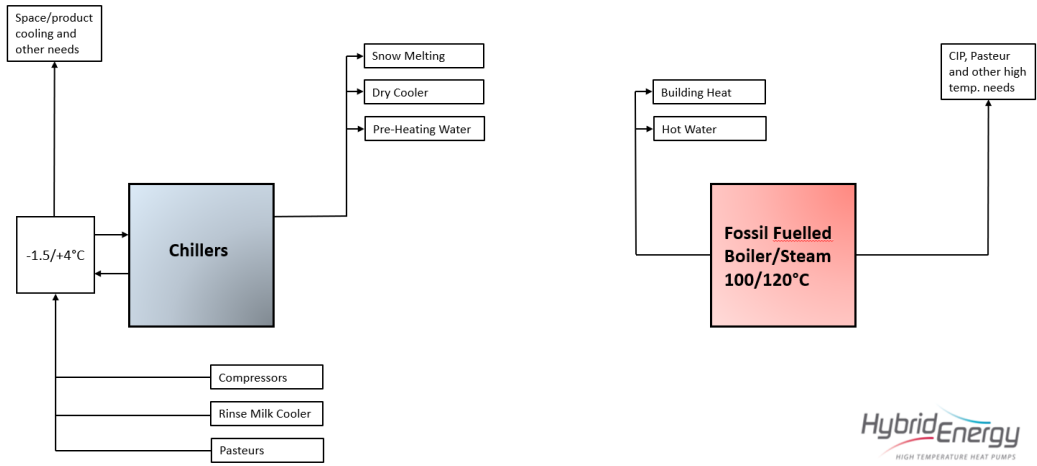 Space/product
cooling and
other needs
Snow Melting
Dry Cooler
Pre-Heating Water
-1.5/+4°C
Chillers
Compressors
Rinse Milk Cooler
Pasteurs
Building Heat
Hot Water
CIP, Pasteur
and other high
temp. needs
Fossil Fuelled
Boiler/Steam
100/120°C
HybridEnergy
HIGH TEMPERATURE HEAT PUMPS